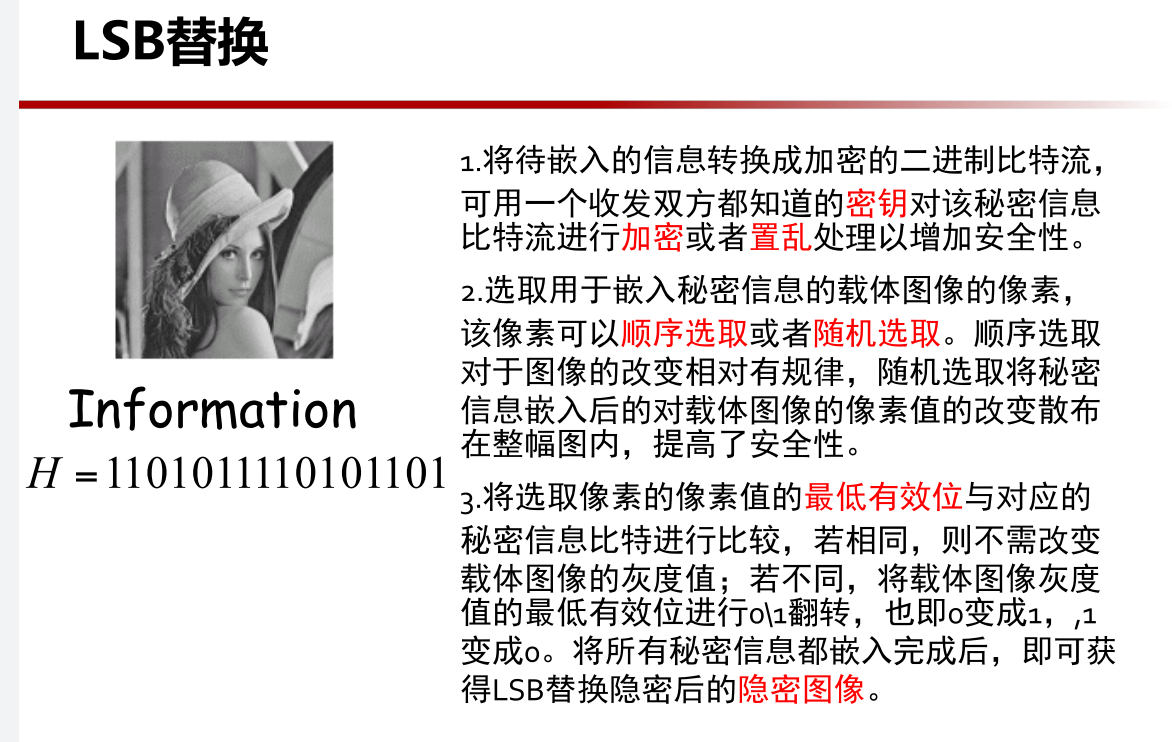 LSB替换
Information
H = 1101011110101101
1.将待嵌入的信息转换成加密的二进制比特流，
可用一个收发双方都知道的密钥对该秘密信息
比特流进行加密或者置乱处理以增加安全性。
2.选取用于嵌入秘密信息的载体图像的像素，
该像素可以顺序选取或者随机选取。顺序选取
对于图像的改变相对有规律，随机选取将秘密
信息嵌入后的对载体图像的像素值的改变散布
在整幅图内，提高了安全性。
3.将选取像素的像素值的最低有效位与对应的
秘密信息比特进行比较，若相同，则不需改变
载体图像的灰度值；若不同，将载体图像灰度
值的最低有效位进行0\1翻转，也即0变成1，,1
变成0。将所有秘密信息都嵌入完成后，即可获
得LSB替换隐密后的隐密图像。